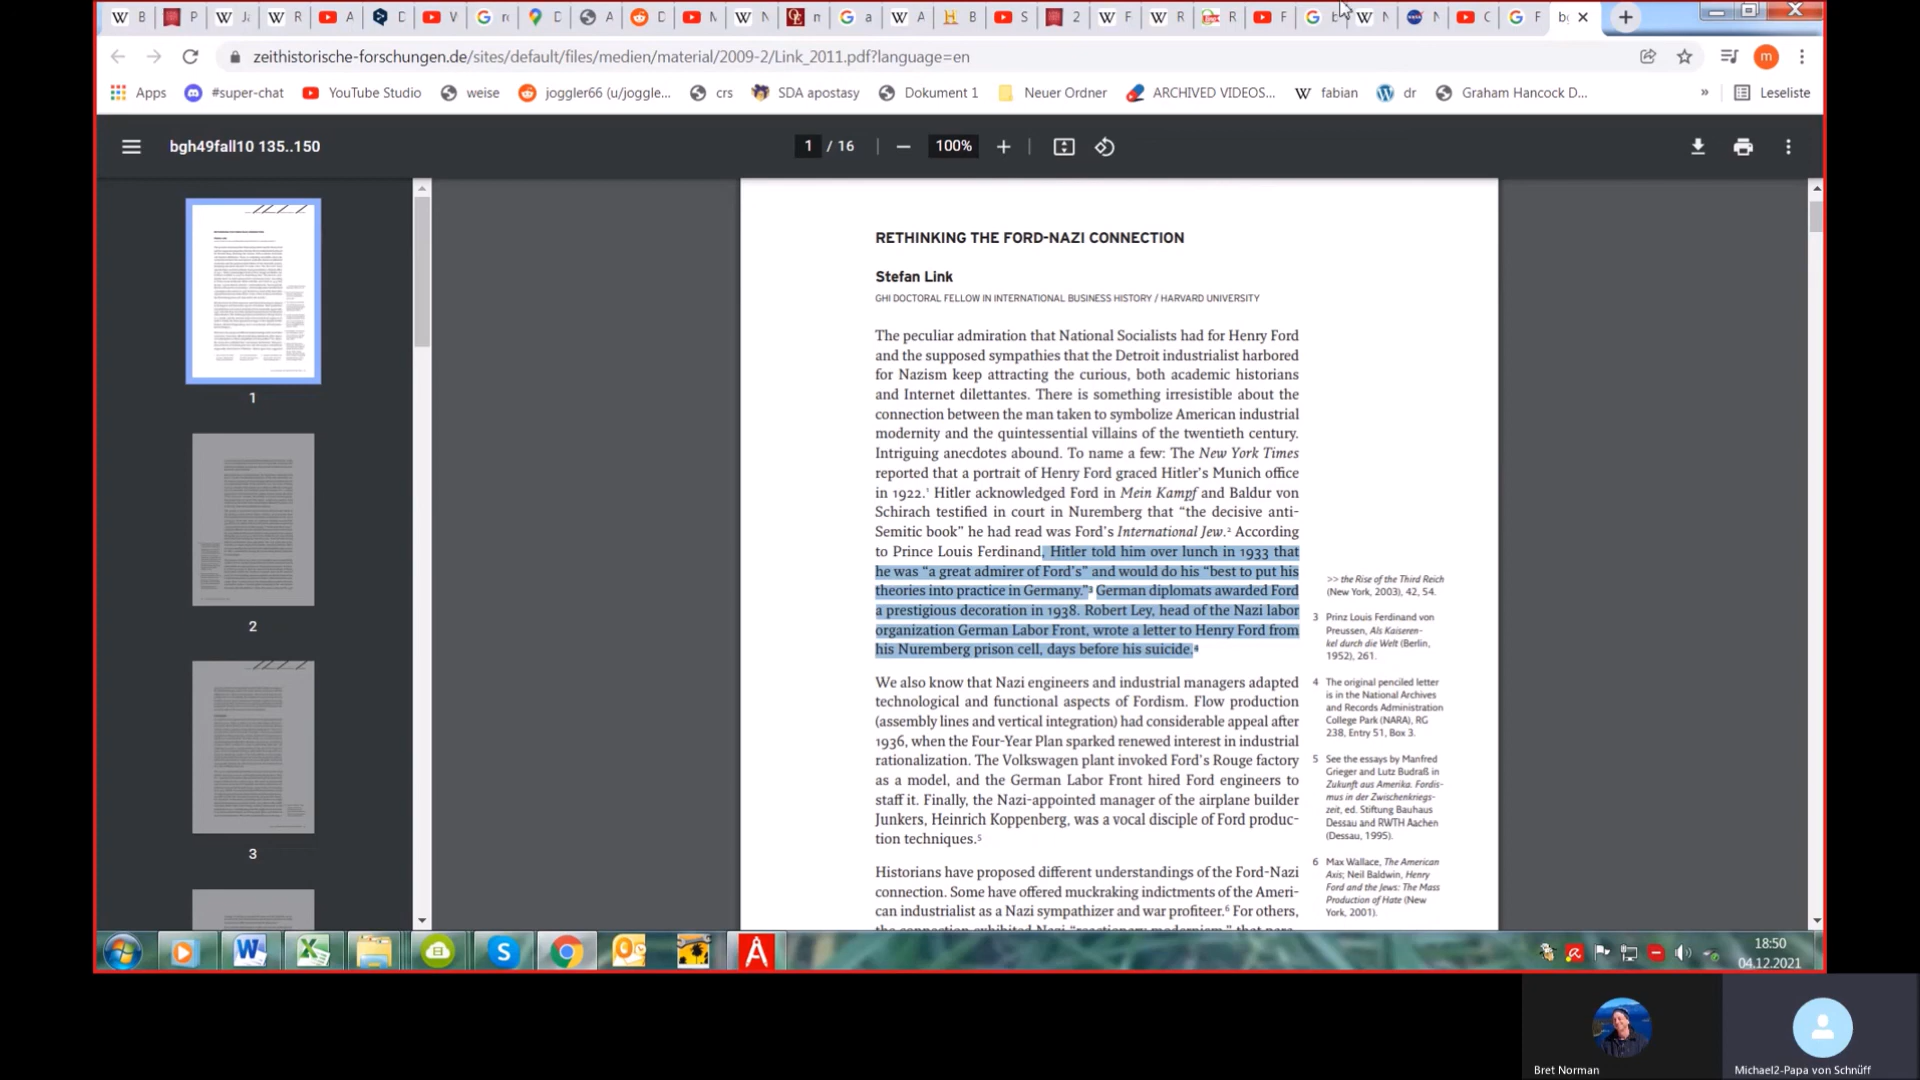 B P W J W R A D W r D A D M W N m a W A B S 2 W F W R R F W N N C F bg
zeithistorische-forschungen.de/sites/default/files/medien/material/2009-2/Link_2011.pdf?language=en
m
Apps #super-chat YouTube Studio weise joggler66 (u/joggle... crs SDA apostasy Dokument 1 Neuer Ordner ARCHIVED VIDEOS... fabian dr Graham Hancock D... » Leseliste
bgh49fall10 135..150
1 / 16 100%
1
2
3
RETHINKING THE FORD-NAZI CONNECTION
Stefan Link
GHI DOCTORAL FELLOW IN INTERNATIONAL BUSINESS HISTORY / HARVARD UNIVERSITY
The peculiar admiration that National Socialists had for Henry Ford
and the supposed sympathies that the Detroit industrialist harbored
for Nazism keep attracting the curious, both academic historians
and Internet dilettantes. There is something irresistible about the
connection between the man taken to symbolize American industrial
modernity and the quintessential villains of the twentieth century.
Intriguing anecdotes abound. To name a few: The New York Times
reported that a portrait of Henry Ford graced Hitler's Munich office
in 1922.¹ Hitler acknowledged Ford in Mein Kampf and Baldur von
Schirach testified in court in Nuremberg that “the decisive anti-
Semitic book” he had read was Ford's International Jew.² According
to Prince Louis Ferdinand, Hitler told him over lunch in 1933 that
he was “a great admirer of Ford's” and would do his “best to put his
theories into practice in Germany.”³ German diplomats awarded Ford
a prestigious decoration in 1938. Robert Ley, head of the Nazi labor
organization German Labor Front, wrote a letter to Henry Ford from
his Nuremberg prison cell, days before his suicide.⁴
We also know that Nazi engineers and industrial managers adapted
technological and functional aspects of Fordism. Flow production
(assembly lines and vertical integration) had considerable appeal after
1936, when the Four-Year Plan sparked renewed interest in industrial
rationalization. The Volkswagen plant invoked Ford's Rouge factory
as a model, and the German Labor Front hired Ford engineers to
staff it. Finally, the Nazi-appointed manager of the airplane builder
Junkers, Heinrich Koppenberg, was a vocal disciple of Ford produc-
tion techniques.⁵
Historians have proposed different understandings of the Ford-Nazi
connection. Some have offered muckraking indictments of the Ameri-
can industrialist as a Nazi sympathizer and war profiteer.⁶ For others,
the connection exhibited Nazi “reactionary modernism,” that para-
>> the Rise of the Third Reich
(New York, 2003), 42, 54.
3 Prinz Louis Ferdinand von
Preussen, Als Kaiseren-
kel durch die Welt (Berlin,
1952), 261.
4 The original penciled letter
is in the National Archives
and Records Administration
College Park (NARA), RG
238, Entry 51, Box 3.
5 See the essays by Manfred
Grieger and Lutz Budraß in
Zukunft aus Amerika. Fordis-
mus in der Zwischenkriegs-
zeit, ed. Stiftung Bauhaus
Dessau and RWTH Aachen
(Dessau, 1995).
6 Max Wallace, The American
Axis; Neil Baldwin, Henry
Ford and the Jews: The Mass
Production of Hate (New
York, 2001).
18:50
04.12.2021
Bret Norman
Michael2-Papa von Schnüff